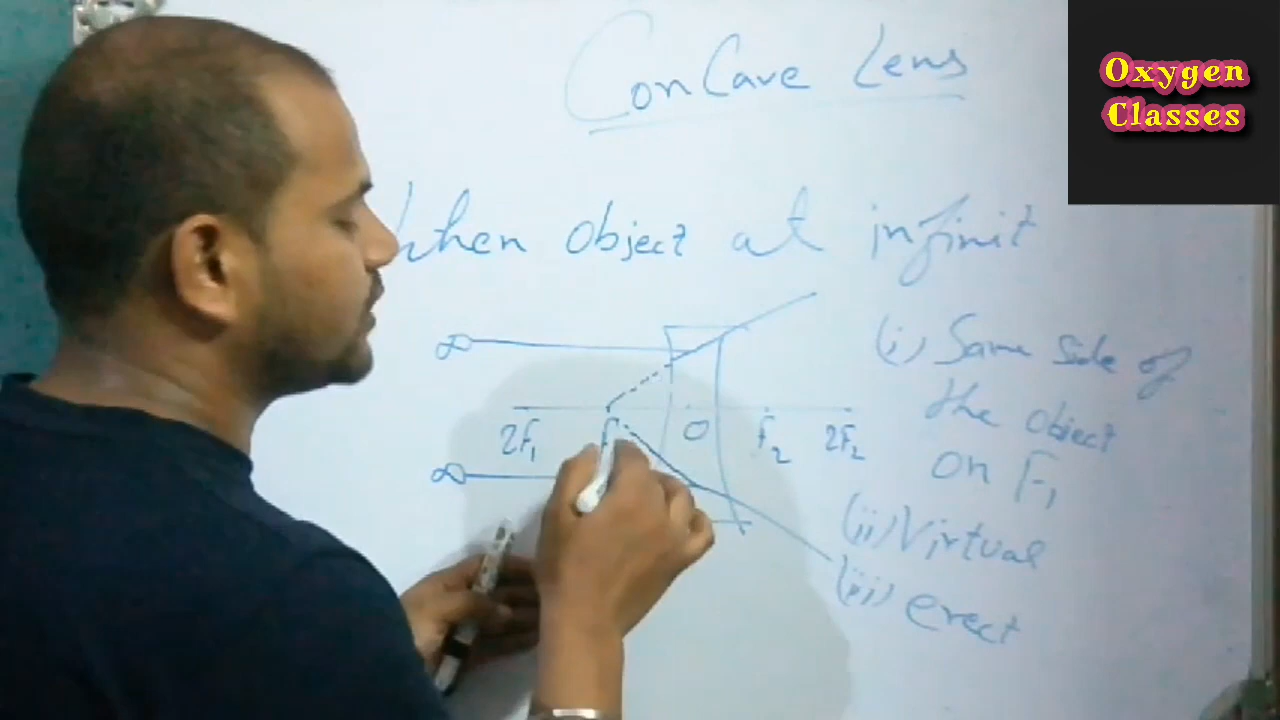 Concave Lens
Oxygen
Classes
When object at infinit
∞
(i) Same side of
the object
on F1
2F1
O
F2
2F2
∞
(ii) Virtual
(iii) erect